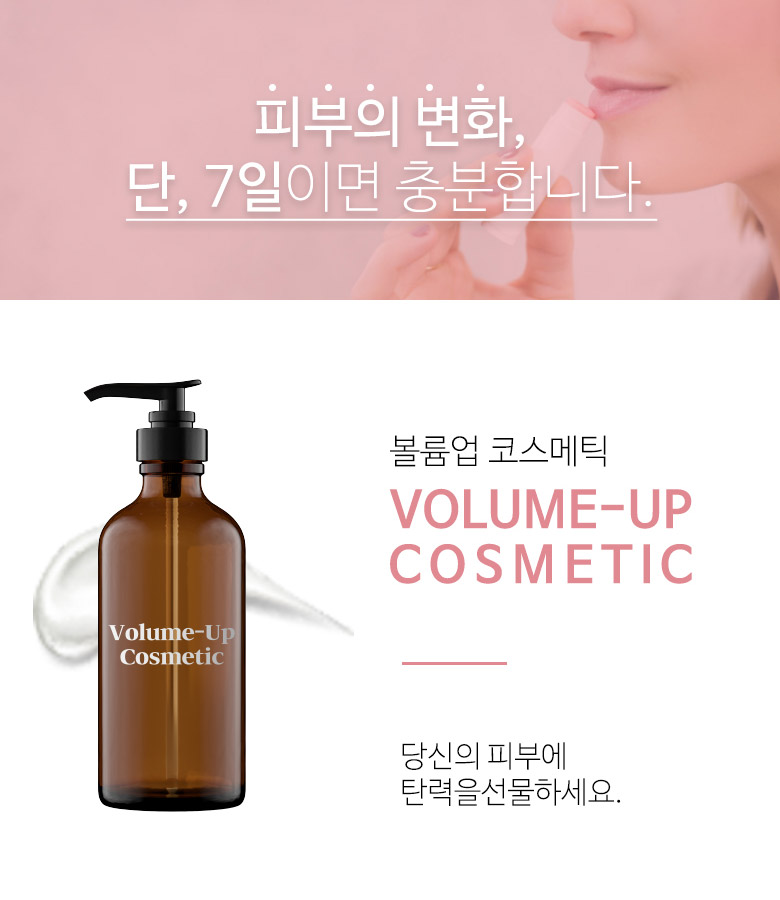 피부의 변화,
단, 7일이면 충분합니다.
볼륨업 코스메틱
VOLUME-UP
COSMETIC
Volume-Up
Cosmetic
당신의 피부에
탄력을선물하세요.